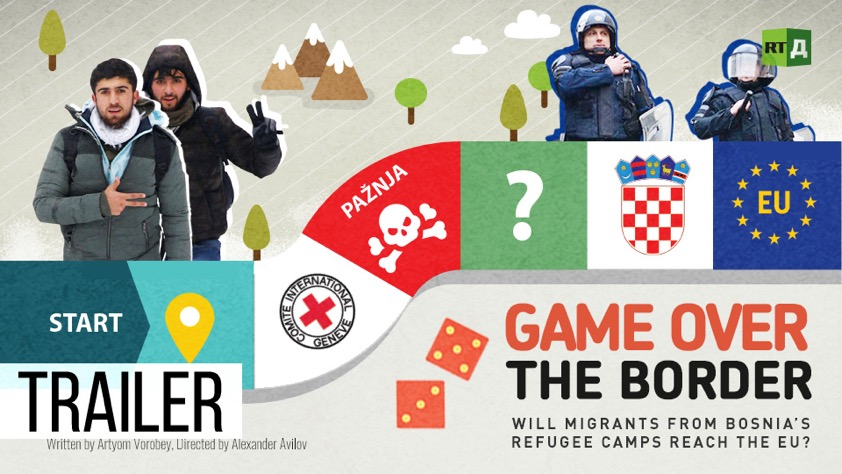 RTД
PAŽNJA
?
EU
START
COMITE INTERNATIONAL
GENEVE
GAME OVER
THE BORDER
WILL MIGRANTS FROM BOSNIA'S
REFUGEE CAMPS REACH THE EU?
TRAILER
Written by Artyom Vorobey, Directed by Alexander Avilov